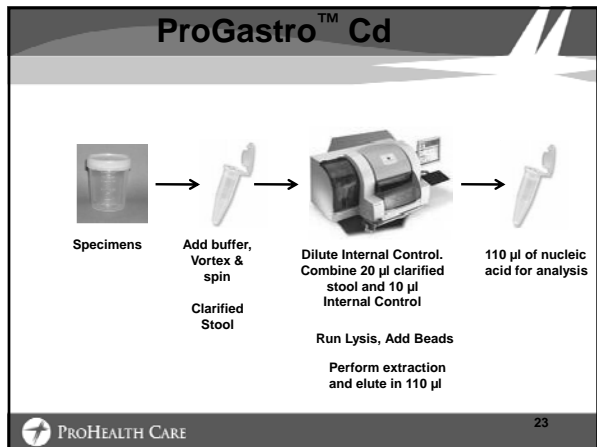 ProGastro™ Cd
Specimens
Add buffer,
Vortex &
spin
Clarified
Stool
Dilute Internal Control.
Combine 20 µl clarified
stool and 10 µl
Internal Control
Run Lysis, Add Beads
Perform extraction
and elute in 110 µl
110 µl of nucleic
acid for analysis
PROHEALTH CARE
23